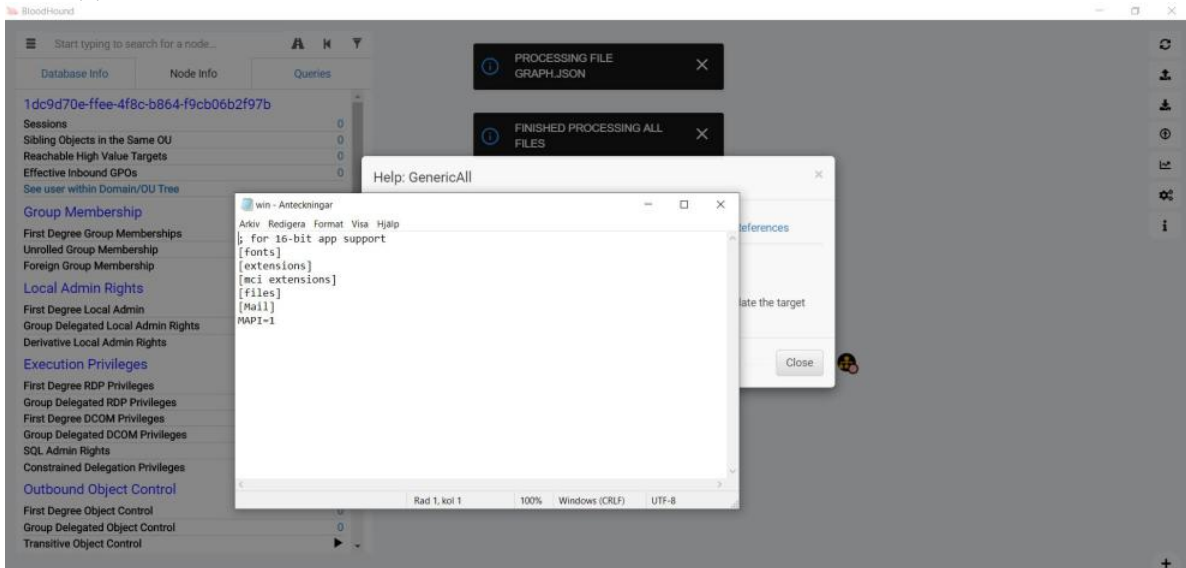 BloodHound
Start typing to search for a node...
Database Info
Node Info
Queries
1dc9d70e-ffee-4f8c-b864-f9cb06b2f97b
Sessions 0
Sibling Objects in the Same OU 0
Reachable High Value Targets 0
Effective Inbound GPOs 0
See user within Domain/OU Tree
Group Membership
First Degree Group Memberships
Unrolled Group Membership
Foreign Group Membership
Local Admin Rights
First Degree Local Admin
Group Delegated Local Admin Rights
Derivative Local Admin Rights
Execution Privileges
First Degree RDP Privileges
Group Delegated RDP Privileges
First Degree DCOM Privileges
Group Delegated DCOM Privileges
SQL Admin Rights
Constrained Delegation Privileges
Outbound Object Control
First Degree Object Control 0
Group Delegated Object Control 0
Transitive Object Control
PROCESSING FILE
GRAPH.JSON
FINISHED PROCESSING ALL
FILES
Help: GenericAll
References
the target
Close
win - Anteckningar
Arkiv Redigera Format Visa Hjälp
; for 16-bit app support
[fonts]
[extensions]
[mci extensions]
[files]
[Mail]
MAPI=1
Rad 1, kol 1
100%
Windows (CRLF)
UTF-8